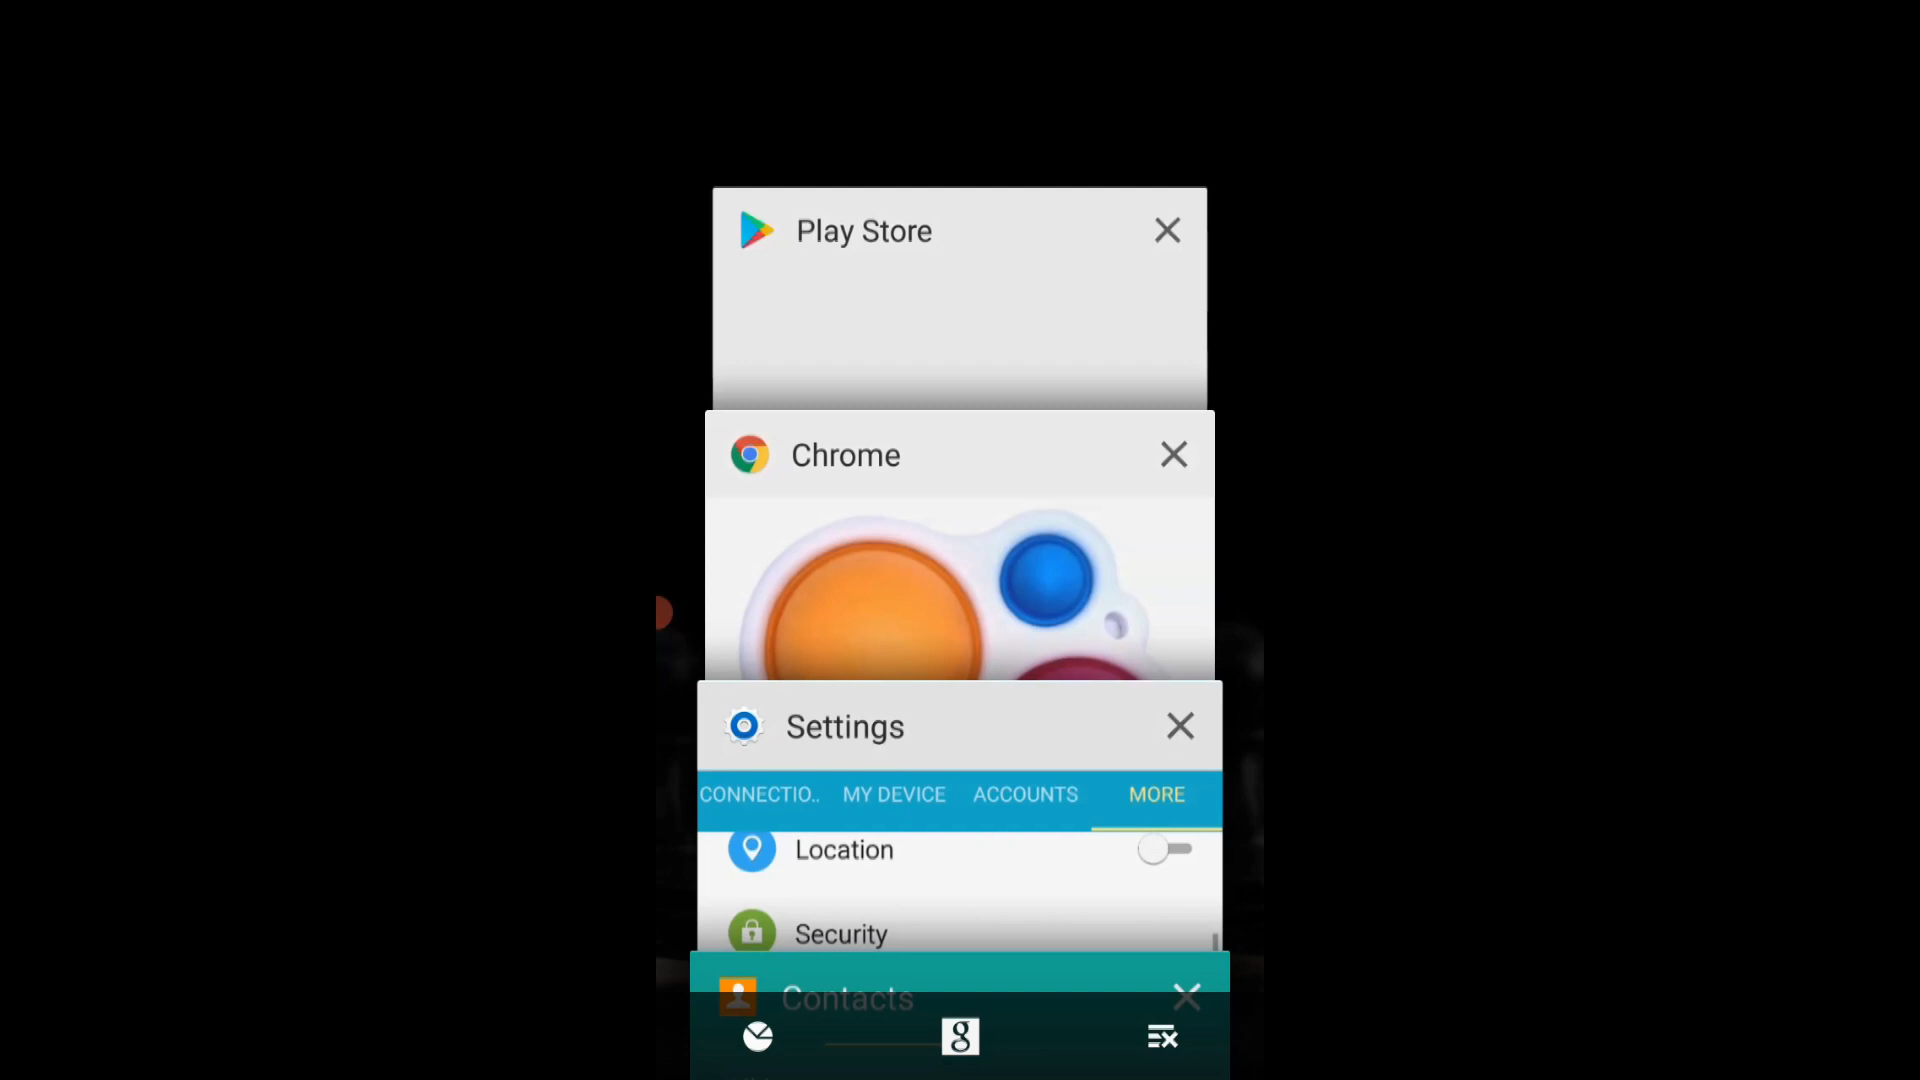 Play Store
Chrome
Settings
CONNECTIO.. MY DEVICE ACCOUNTS MORE
Location
Security
Contacts
g